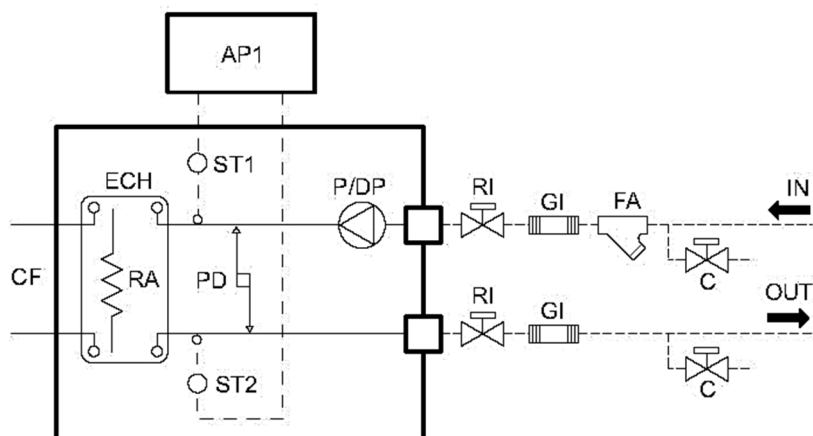 AP1
ST1
ECH
P/DP
RI
GI
FA
IN
CF
RA
PD
C
RI
GI
OUT
ST2
C